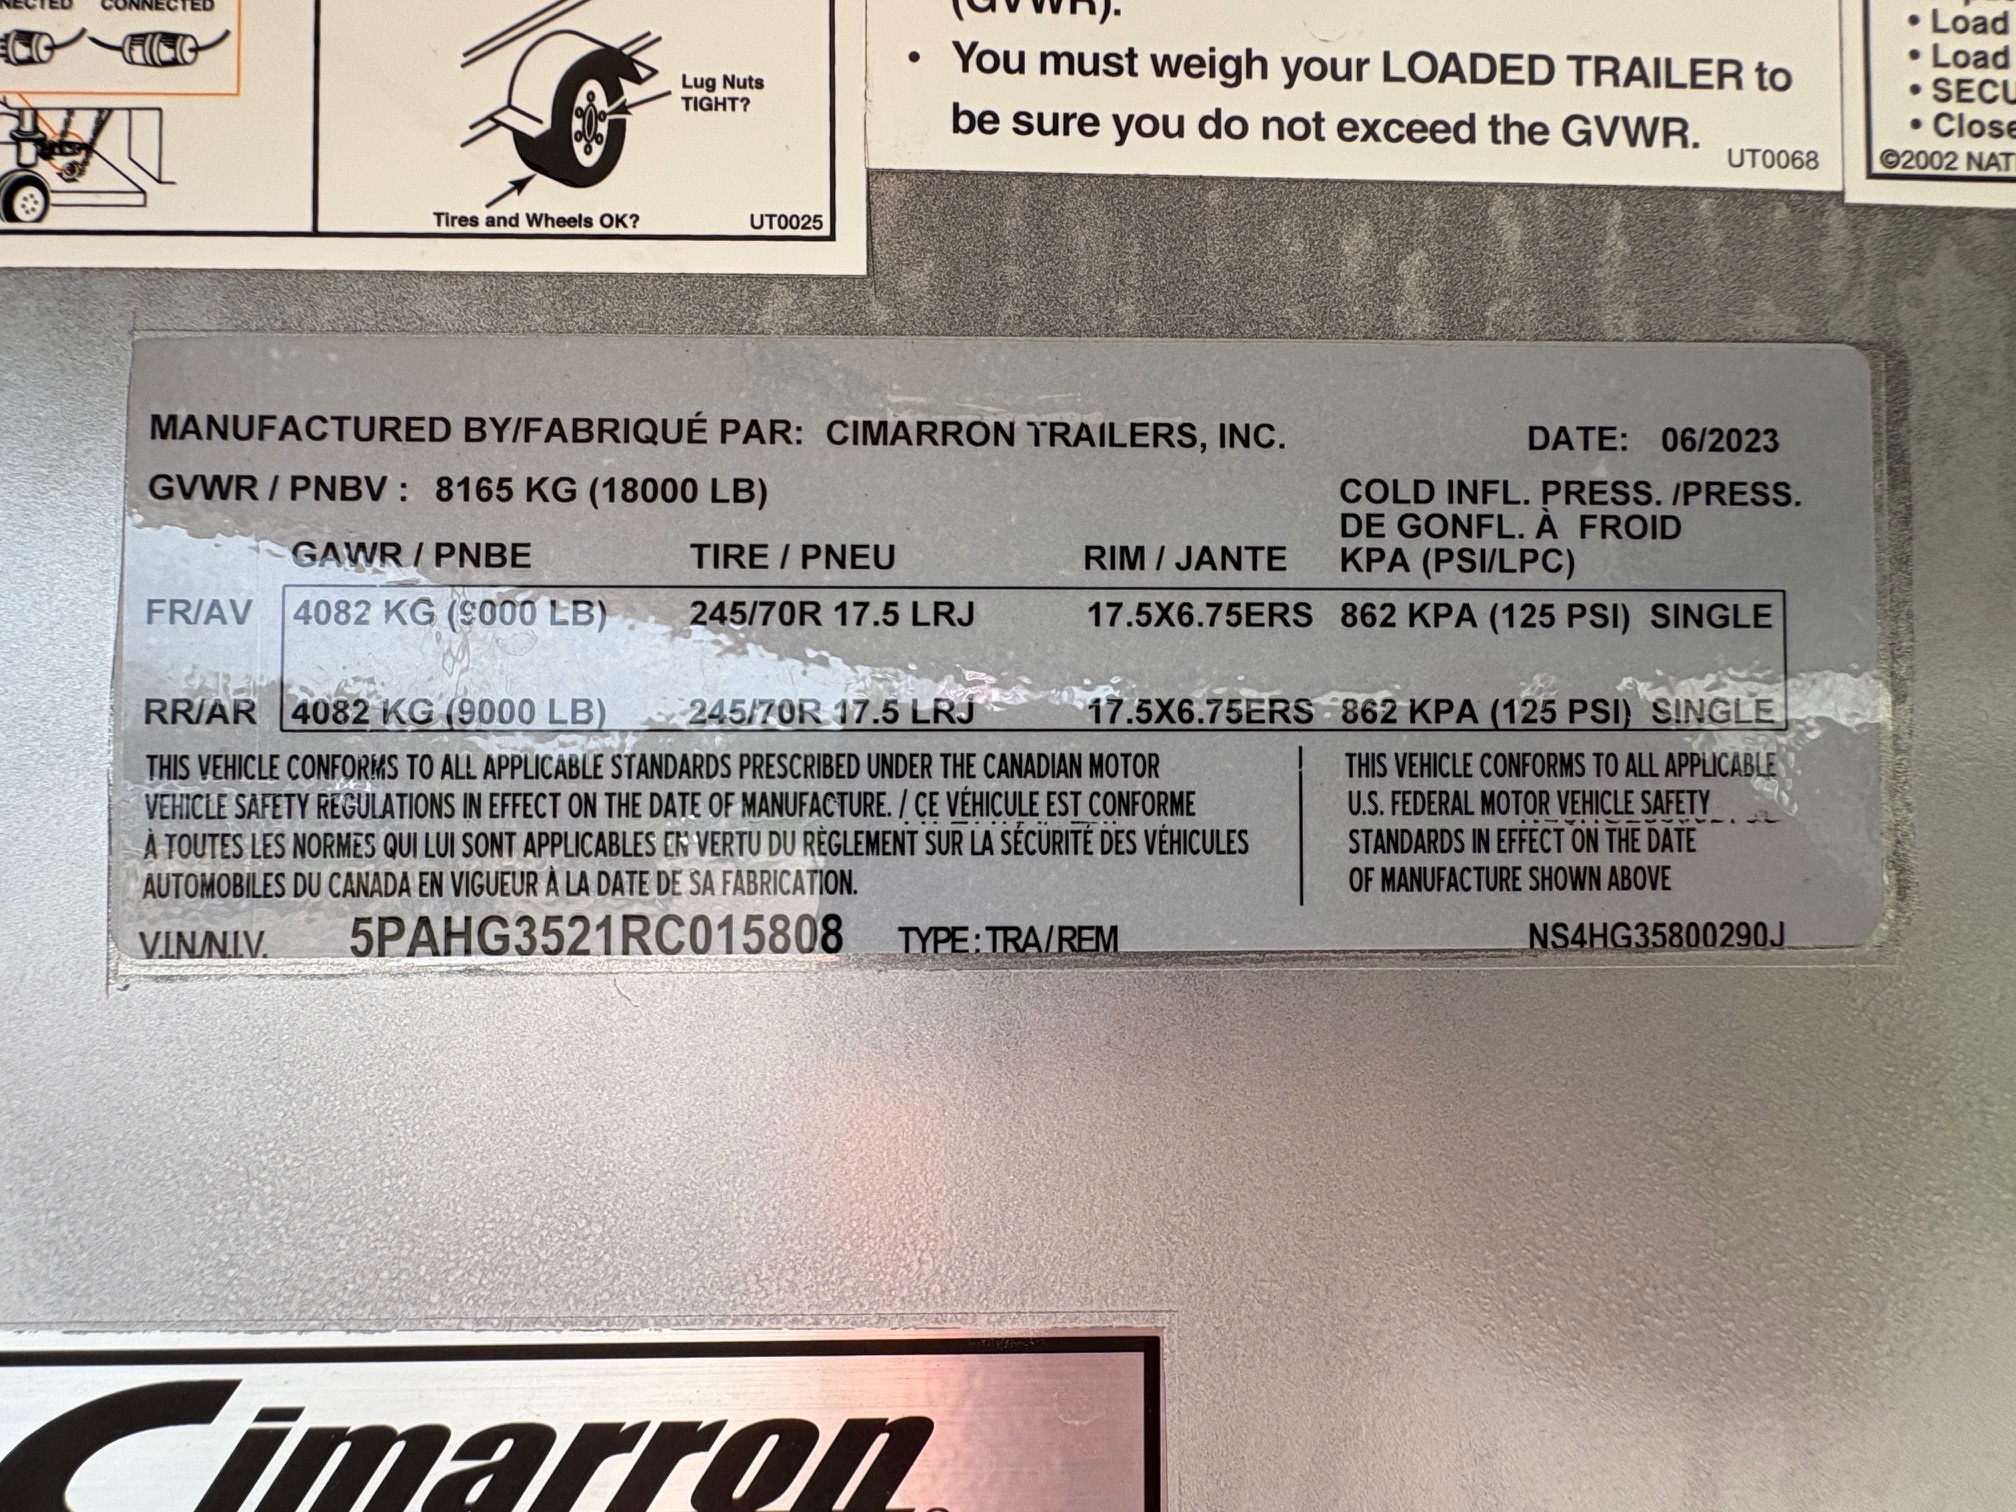 CONNECTED
Lug Nuts
TIGHT?
Tires and Wheels OK?
UT0025
(GVWR).
• You must weigh your LOADED TRAILER to
be sure you do not exceed the GVWR.
UT0068
• Load
• Load
• SECU
• Close
©2002 NAT
MANUFACTURED BY/FABRIQUÉ PAR: CIMARRON TRAILERS, INC. DATE: 06/2023
GVWR / PNBV : 8165 KG (18000 LB)
COLD INFL. PRESS. /PRESS.
DE GONFL. À FROID
GAWR / PNBE TIRE / PNEU RIM / JANTE KPA (PSI/LPC)
FR/AV 4082 KG (9000 LB) 245/70R 17.5 LRJ 17.5X6.75ERS 862 KPA (125 PSI) SINGLE
RR/AR 4082 KG (9000 LB) 245/70R 17.5 LRJ 17.5X6.75ERS 862 KPA (125 PSI) SINGLE
THIS VEHICLE CONFORMS TO ALL APPLICABLE STANDARDS PRESCRIBED UNDER THE CANADIAN MOTOR
VEHICLE SAFETY REGULATIONS IN EFFECT ON THE DATE OF MANUFACTURE. / CE VÉHICULE EST CONFORME
À TOUTES LES NORMES QUI LUI SONT APPLICABLES EN VERTU DU RÈGLEMENT SUR LA SÉCURITÉ DES VÉHICULES
AUTOMOBILES DU CANADA EN VIGUEUR À LA DATE DE SA FABRICATION.
THIS VEHICLE CONFORMS TO ALL APPLICABLE
U.S. FEDERAL MOTOR VEHICLE SAFETY
STANDARDS IN EFFECT ON THE DATE
OF MANUFACTURE SHOWN ABOVE
V.I.N./N.I.V. 5PAHG3521RC015808 TYPE: TRA/REM NS4HG35800290J
Cimarron